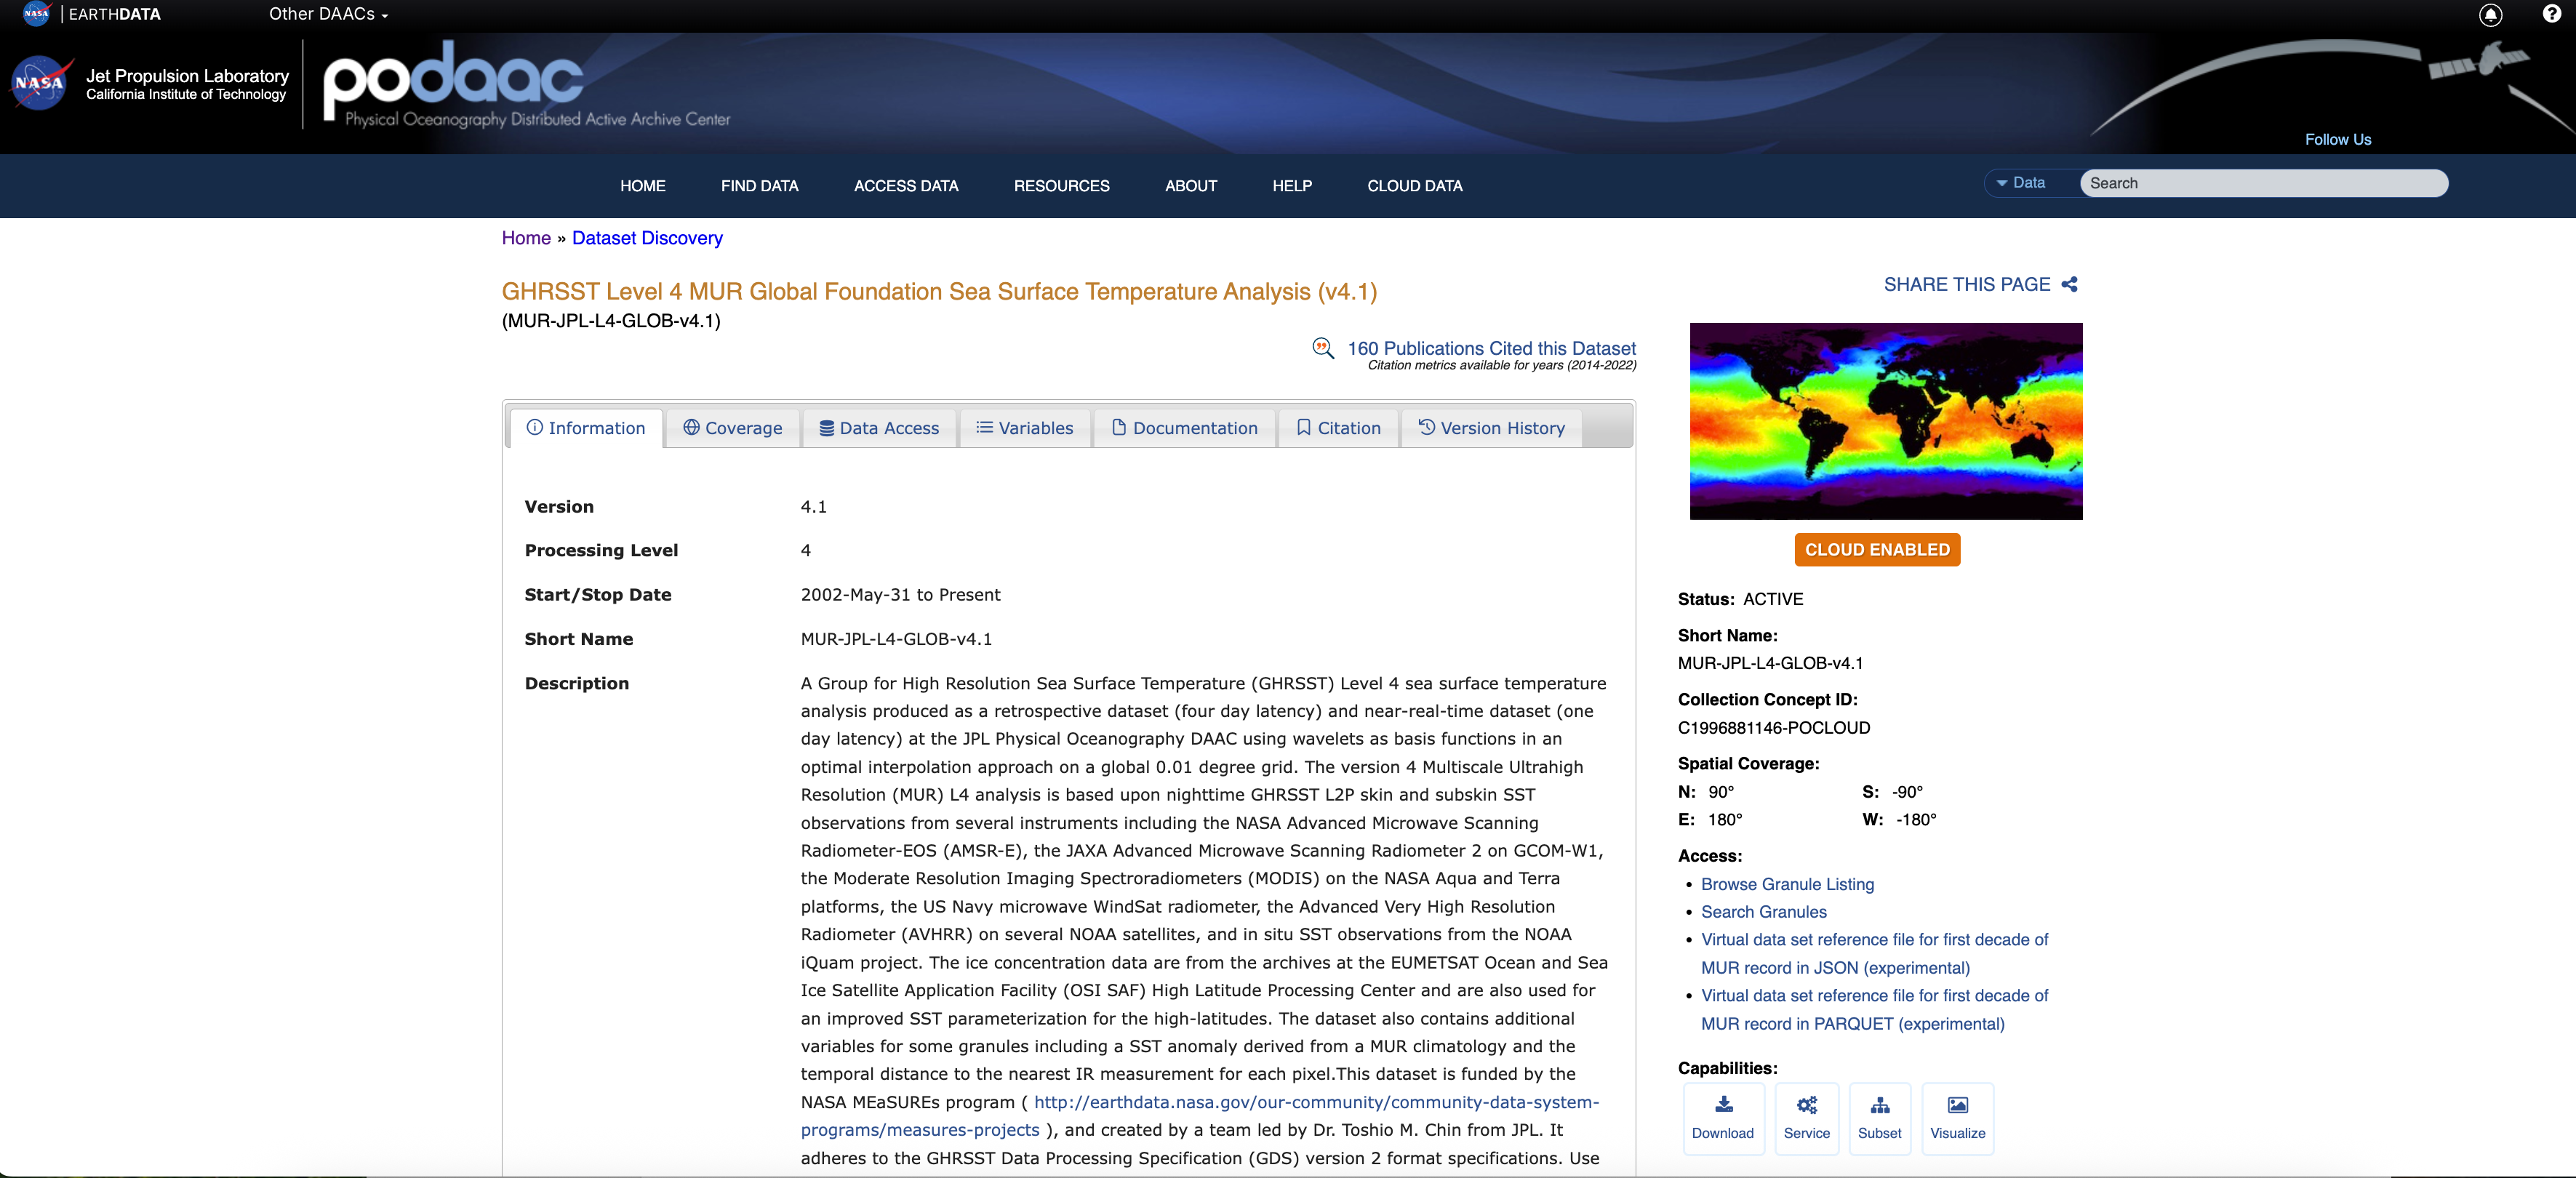 NASA | EARTHDATA
Other DAACs
NASA
Jet Propulsion Laboratory
California Institute of Technology
podaac
Physical Oceanography Distributed Active Archive Center
Follow Us
HOME FIND DATA ACCESS DATA RESOURCES ABOUT HELP CLOUD DATA
Data Search
Home » Dataset Discovery
GHRSST Level 4 MUR Global Foundation Sea Surface Temperature Analysis (v4.1)
(MUR-JPL-L4-GLOB-v4.1)
160 Publications Cited this Dataset
Citation metrics available for years (2014-2022)
Information Coverage Data Access Variables Documentation Citation Version History
Version 4.1
Processing Level 4
Start/Stop Date 2002-May-31 to Present
Short Name MUR-JPL-L4-GLOB-v4.1
Description A Group for High Resolution Sea Surface Temperature (GHRSST) Level 4 sea surface temperature
analysis produced as a retrospective dataset (four day latency) and near-real-time dataset (one
day latency) at the JPL Physical Oceanography DAAC using wavelets as basis functions in an
optimal interpolation approach on a global 0.01 degree grid. The version 4 Multiscale Ultrahigh
Resolution (MUR) L4 analysis is based upon nighttime GHRSST L2P skin and subskin SST
observations from several instruments including the NASA Advanced Microwave Scanning
Radiometer-EOS (AMSR-E), the JAXA Advanced Microwave Scanning Radiometer 2 on GCOM-W1,
the Moderate Resolution Imaging Spectroradiometers (MODIS) on the NASA Aqua and Terra
platforms, the US Navy microwave WindSat radiometer, the Advanced Very High Resolution
Radiometer (AVHRR) on several NOAA satellites, and in situ SST observations from the NOAA
iQuam project. The ice concentration data are from the archives at the EUMETSAT Ocean and Sea
Ice Satellite Application Facility (OSI SAF) High Latitude Processing Center and are also used for
an improved SST parameterization for the high-latitudes. The dataset also contains additional
variables for some granules including a SST anomaly derived from a MUR climatology and the
temporal distance to the nearest IR measurement for each pixel.This dataset is funded by the
NASA MEaSUREs program ( http://earthdata.nasa.gov/our-community/community-data-system-
programs/measures-projects ), and created by a team led by Dr. Toshio M. Chin from JPL. It
adheres to the GHRSST Data Processing Specification (GDS) version 2 format specifications. Use
SHARE THIS PAGE
CLOUD ENABLED
Status: ACTIVE
Short Name:
MUR-JPL-L4-GLOB-v4.1
Collection Concept ID:
C1996881146-POCLOUD
Spatial Coverage:
N: 90° S: -90°
E: 180° W: -180°
Access:
• Browse Granule Listing
• Search Granules
• Virtual data set reference file for first decade of
MUR record in JSON (experimental)
• Virtual data set reference file for first decade of
MUR record in PARQUET (experimental)
Capabilities:
Download Service Subset Visualize